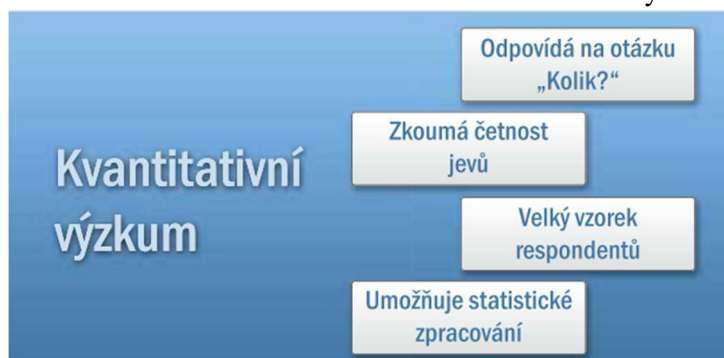 Odpovídá na otázku
„Kolik?“
Zkoumá četnost
jevů
Kvantitativní
výzkum
Velký vzorek
respondentů
Umožňuje statistické
zpracování